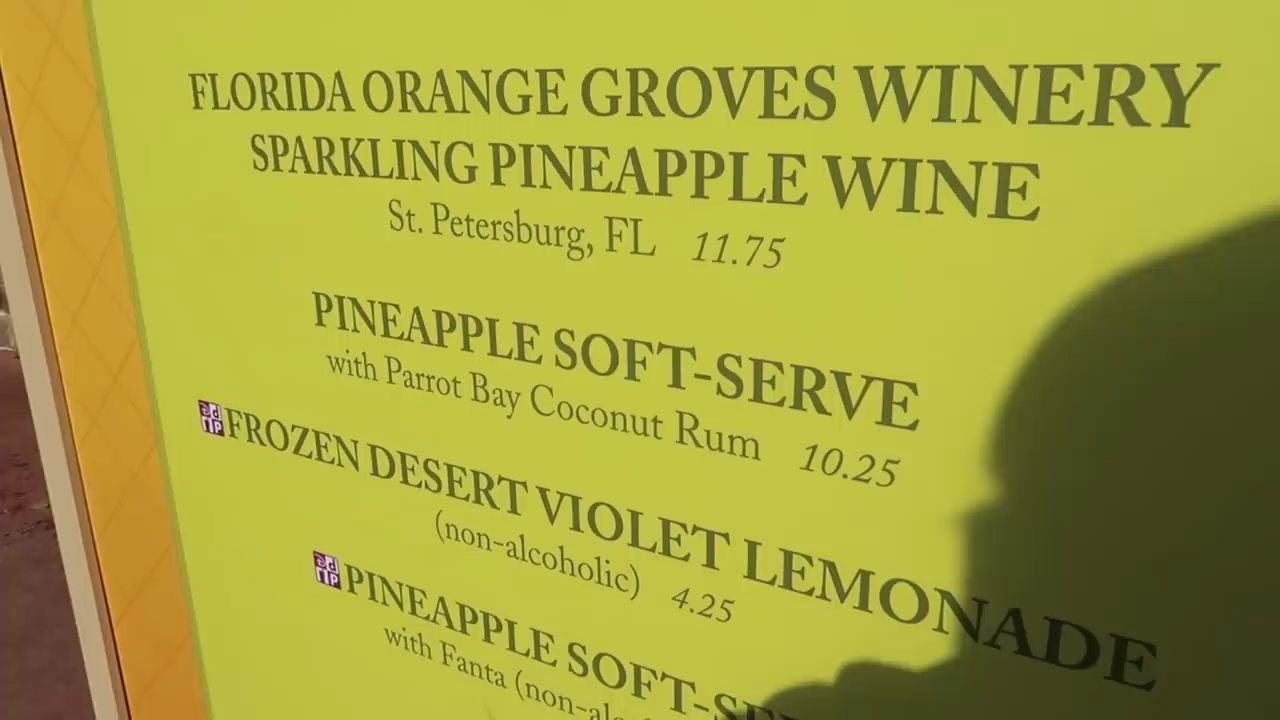 FLORIDA ORANGE GROVES WINERY
SPARKLING PINEAPPLE WINE
St. Petersburg, FL 11.75
PINEAPPLE SOFT-SERVE
with Parrot Bay Coconut Rum 10.25
FROZEN DESERT VIOLET LEMONADE
(non-alcoholic) 4.25
PINEAPPLE
with Fanta